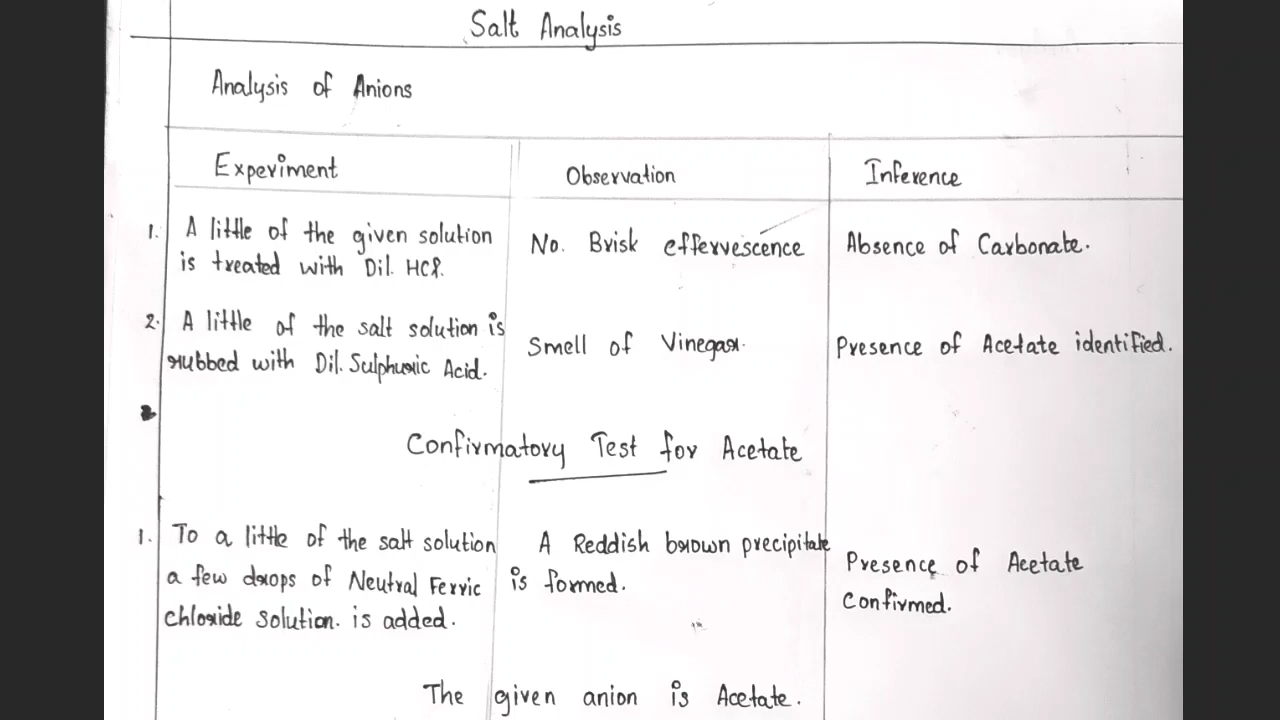 Salt Analysis
Analysis of Anions
Experiment
Observation
Inference
1. A little of the given solution
is treated with Dil. HCl.
No. Brisk effervescence
Absence of Carbonate.
2. A little of the salt solution is
rubbed with Dil. Sulphuric Acid.
Smell of Vinegar.
Presence of Acetate identified.
Confirmatory Test for Acetate
1. To a little of the salt solution
a few drops of Neutral Ferric
chloride solution. is added.
A Reddish brown precipitate
is formed.
Presence of Acetate
Confirmed.
The given anion is Acetate.